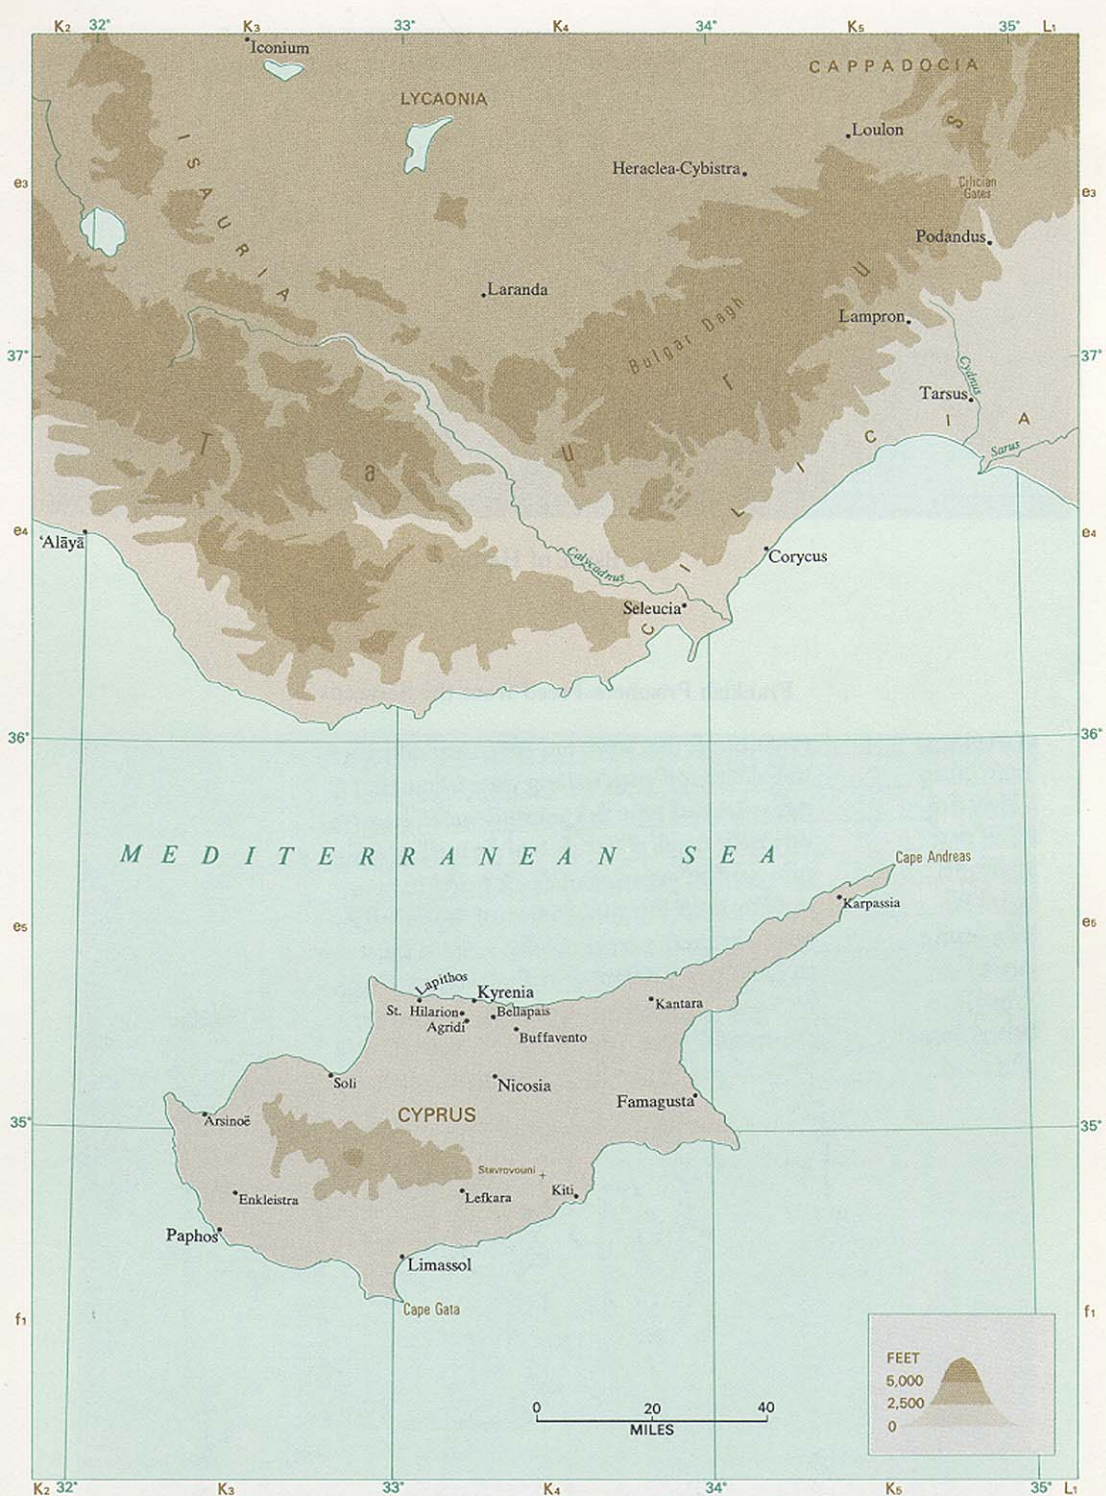 K2 32° K3 33° K4 34° K5 35° L1
Iconium
CAPPADOCIA
LYCAONIA
Loulon
Heraclea-Cybistra
e3
e3
Cilician
Gates
ISAURIA
Podandus
Laranda
Lampron
Bulgar Dagh
37°
37°
Cydnus
Tarsus
Taurus
CILICIA
Sarus
e4
e4
‘Alāyā
Corycus
Calycadnus
Seleucia
36°
36°
MEDITERRANEAN SEA
Cape Andreas
Karpassia
e5
e5
Lapithos
Kyrenia
Kantara
St. Hilarion
Bellapais
Agridi
Buffavento
Soli
Nicosia
Famagusta
Arsinoë
CYPRUS
35°
35°
Stavrovouni
Enkleistra
Lefkara
Kiti
Paphos
Limassol
Cape Gata
f1
f1
FEET
5,000
2,500
0
0 20 40
MILES
K2 32° K3 33° K4 34° K5 35° L1